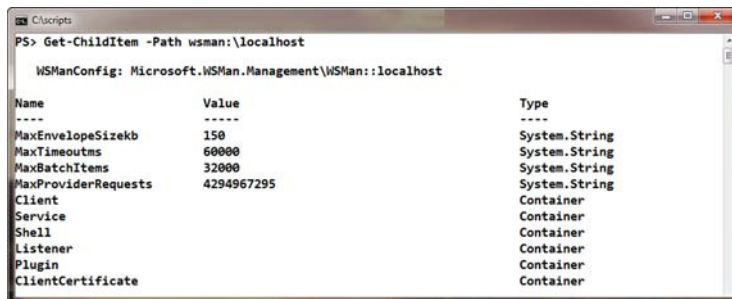 C:\scripts
PS> Get-ChildItem -Path wsman:\localhost
WSManConfig: Microsoft.WSMan.Management\WSMan::localhost
Name Value Type
---- ----- ----
MaxEnvelopeSizekb 150 System.String
MaxTimeoutms 60000 System.String
MaxBatchItems 32000 System.String
MaxProviderRequests 4294967295 System.String
Client Container
Service Container
Shell Container
Listener Container
Plugin Container
ClientCertificate Container